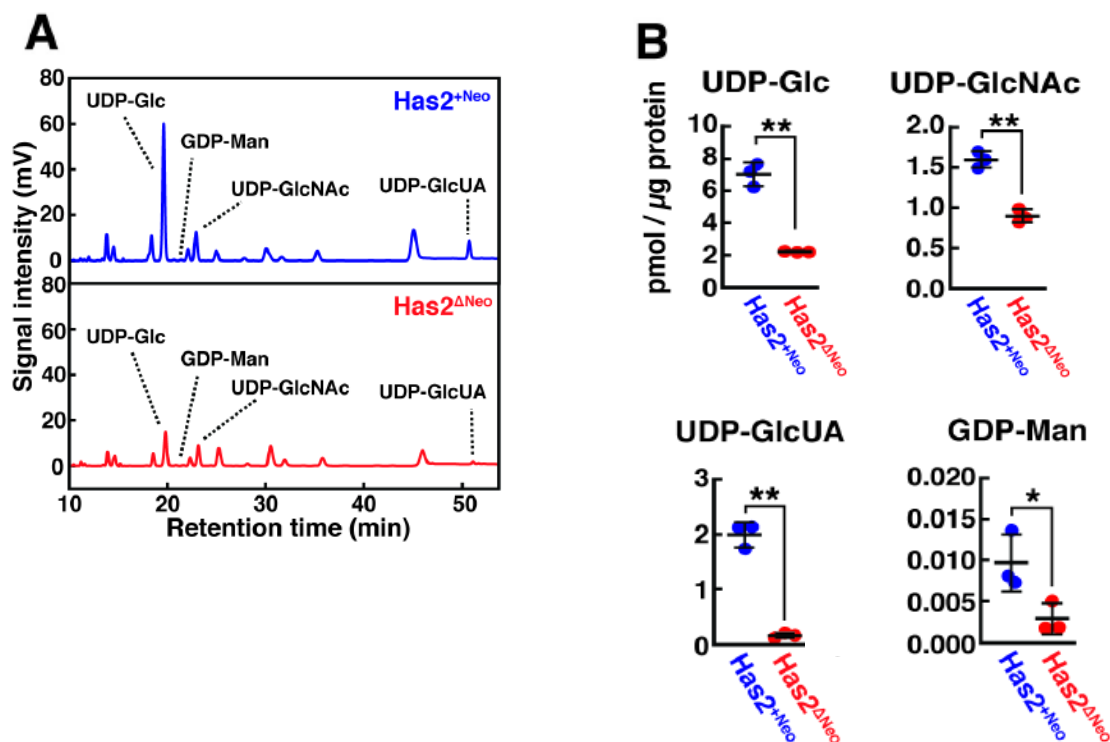 A
80
60
40
20
0
80
60
40
20
0
Signal intensity (mV)
UDP-Glc
Has2+Neo
GDP-Man
UDP-GlcNAc
UDP-GlcUA
Has2ΔNeo
UDP-Glc
GDP-Man
UDP-GlcNAc
UDP-GlcUA
10 20 30 40 50
Retention time (min)
B
UDP-Glc
pmol / µg protein
10
8
6
4
2
0
**
Has2+Neo
Has2ΔNeo
UDP-GlcNAc
2.0
1.5
1.0
0.5
0.0
**
Has2+Neo
Has2ΔNeo
UDP-GlcUA
3
2
1
0
**
Has2+Neo
Has2ΔNeo
GDP-Man
0.020
0.015
0.010
0.005
0.000
*
Has2+Neo
Has2ΔNeo